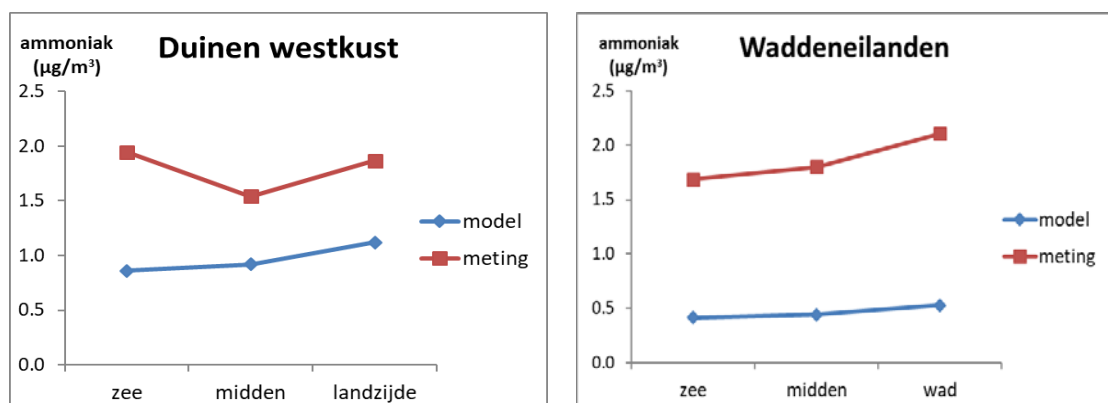 ammoniak
(µg/m³)
Duinen westkust
2.5
2.0
1.5
1.0
0.5
0.0
zee
midden
landzijde
model
meting
ammoniak
(µg/m³)
Waddeneilanden
2.5
2.0
1.5
1.0
0.5
0.0
zee
midden
wad
model
meting